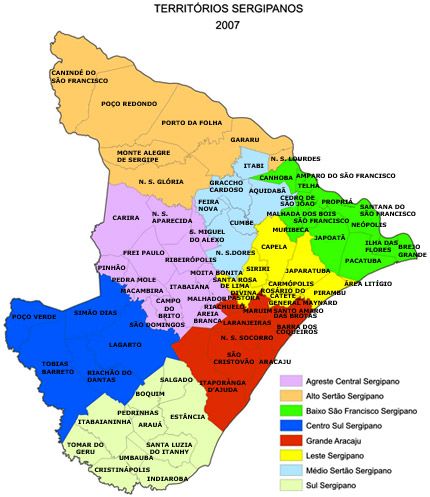 TERRITÓRIOS SERGIPANOS
2007
CANINDÉ DO
SÃO FRANCISCO
POÇO REDONDO
PORTO DA FOLHA
GARARU
MONTE ALEGRE
DE SERGIPE
N. S. LOURDES
ITABI
N. S. GLÓRIA
CANHOBA
AMPARO DO SÃO FRANCISCO
TELHA
GRACCHO
CARDOSO
AQUIDABÃ
CEDRO DE
SÃO JOÃO
PROPRIÁ
FEIRA
NOVA
SANTANA DO
SÃO FRANCISCO
CARIRA
N. S.
APARECIDA
MALHADA DOS BOIS
SÃO FRANCISCO
NEÓPOLIS
CUMBE
MURIBECA
S. MIGUEL
DO ALEXO
JAPOATÃ
ILHA DAS
FLORES
BREJO
GRANDE
FREI PAULO
N. S.DORES
CAPELA
RIBEIRÓPOLIS
PACATUBA
PINHÃO
MOITA BONITA
SIRIRI
JAPARATUBA
PEDRA MOLE
SANTA ROSA
DE LIMA
ÁREA LITÍGIO
MACAMBIRA
ITABAIANA
DIVINA
PASTORA
CARMÓPOLIS
ROSÁRIO DO
CATETE
PIRAMBU
CAMPO
DO
BRITO
MALHADOR
RIACHUELO
GENERAL MAYNARD
AREIA
BRANCA
MARUIM
SANTO AMARO
DAS BROTAS
POÇO VERDE
SIMÃO DIAS
SÃO DOMINGOS
LARANJEIRAS
BARRA DOS
COQUEIROS
LAGARTO
N. S. SOCORRO
TOBIAS
BARRETO
RIACHÃO DO
DANTAS
SÃO
CRISTOVÃO
ARACAJU
SALGADO
ITAPORÂNGA
D'AJUDA
BOQUIM
PEDRINHAS
ESTÂNCIA
ITABAIANINHA
ARAUÁ
TOMAR DO
GERU
SANTA LUZIA
DO ITANHY
UMBAUBA
CRISTINÁPOLIS
INDIAROBA
Agreste Central Sergipano
Alto Sertão Sergipano
Baixo São Francisco Sergipano
Centro Sul Sergipano
Grande Aracaju
Leste Sergipano
Médio Sertão Sergipano
Sul Sergipano